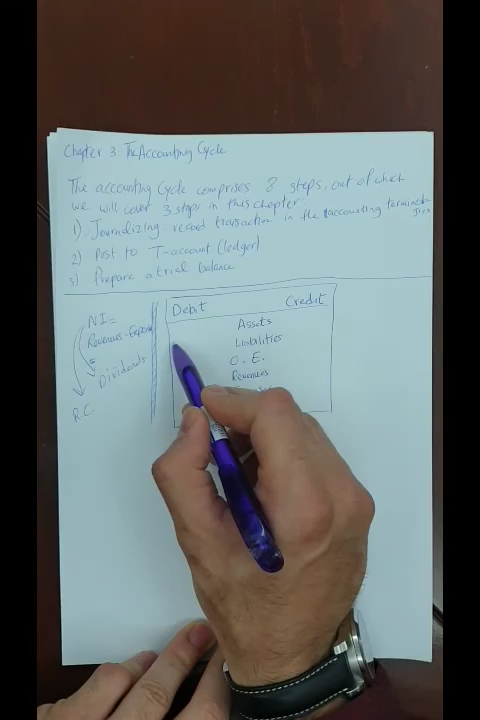 Chapter 3: The Accounting Cycle
The accounting Cycle comprises 8 steps, out of which
we will cover 3 steps in this chapter.
1). Journalizing: record transaction in the accounting
2) Post to T-account (ledger)
3) Prepare a trial balance
NI=
Revenues-
Dividends
Debit Credit
Assets
Liabilities
O. E.
Revenues